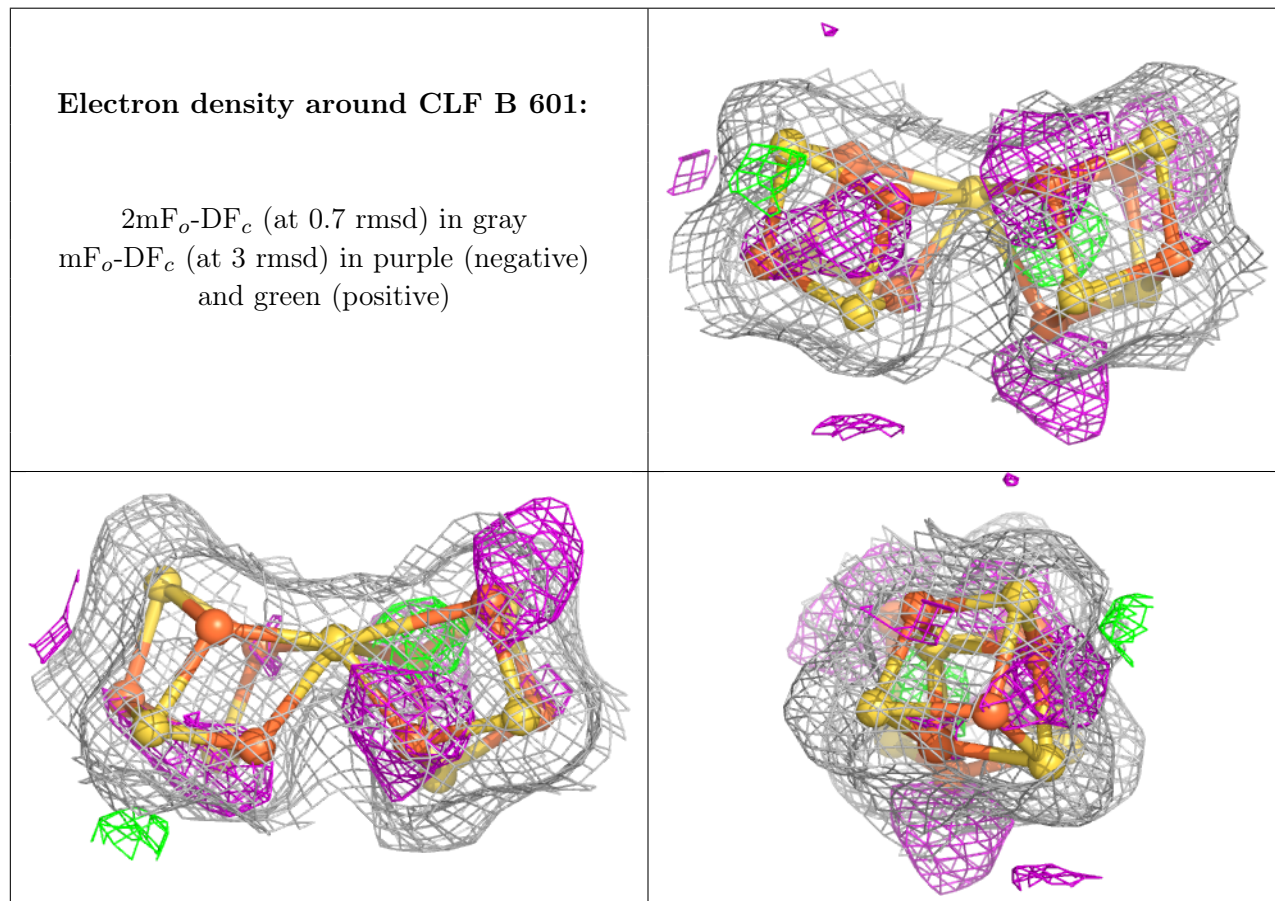 Electron density around CLF B 601:
2mFo-DFc (at 0.7 rmsd) in gray
mFo-DFc (at 3 rmsd) in purple (negative)
and green (positive)